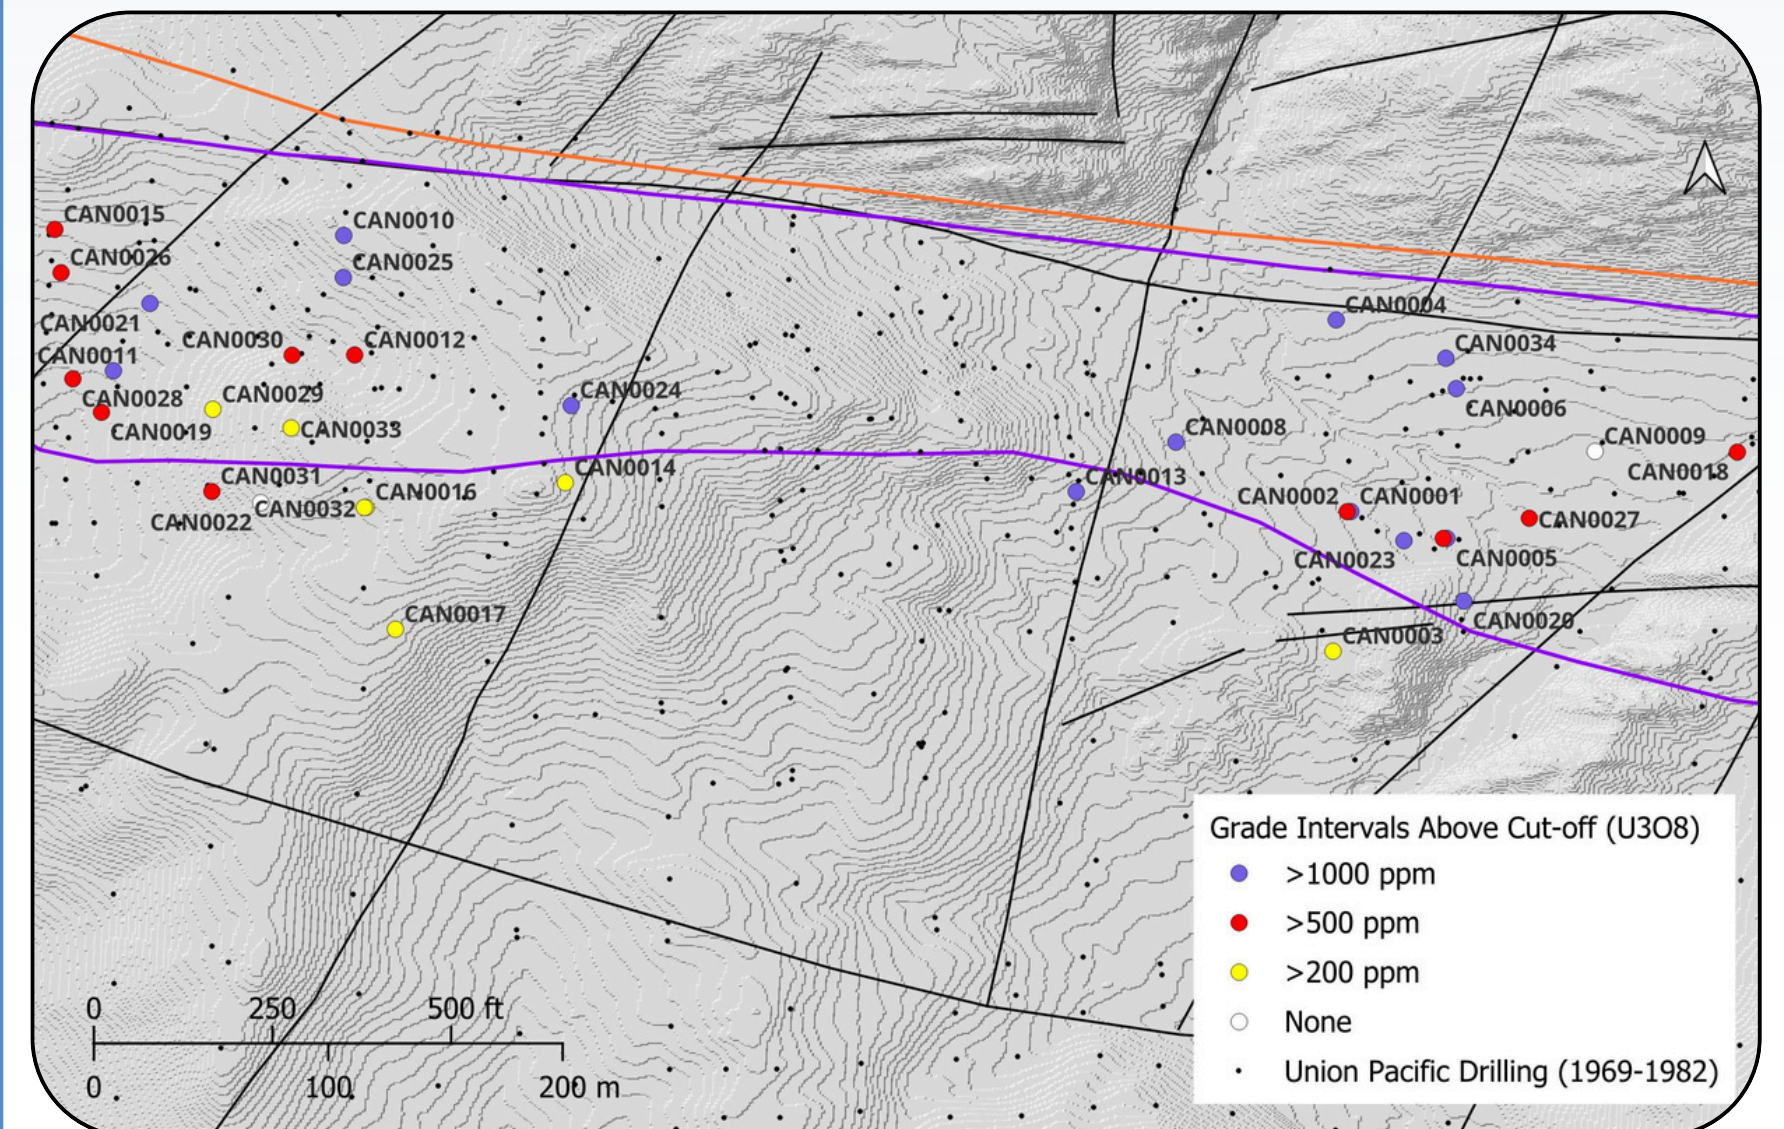 CAN0015
CAN0010
CAN0026
CAN0025
CAN0004
CAN0021
CAN0030
CAN0012
CAN0034
CAN0011
CAN0028
CAN0029
CAN0024
CAN0006
CAN0019
CAN0033
CAN0008
CAN0009
CAN0018
CAN0031
CAN0014
CAN0013
CAN0016
CAN0032
CAN0022
CAN0002
CAN0001
CAN0027
CAN0023
CAN0005
CAN0017
CAN0020
CAN0003
Grade Intervals Above Cut-off (U3O8)
>1000 ppm
>500 ppm
>200 ppm
None
Union Pacific Drilling (1969-1982)
0 250 500 ft
0 100 200 m